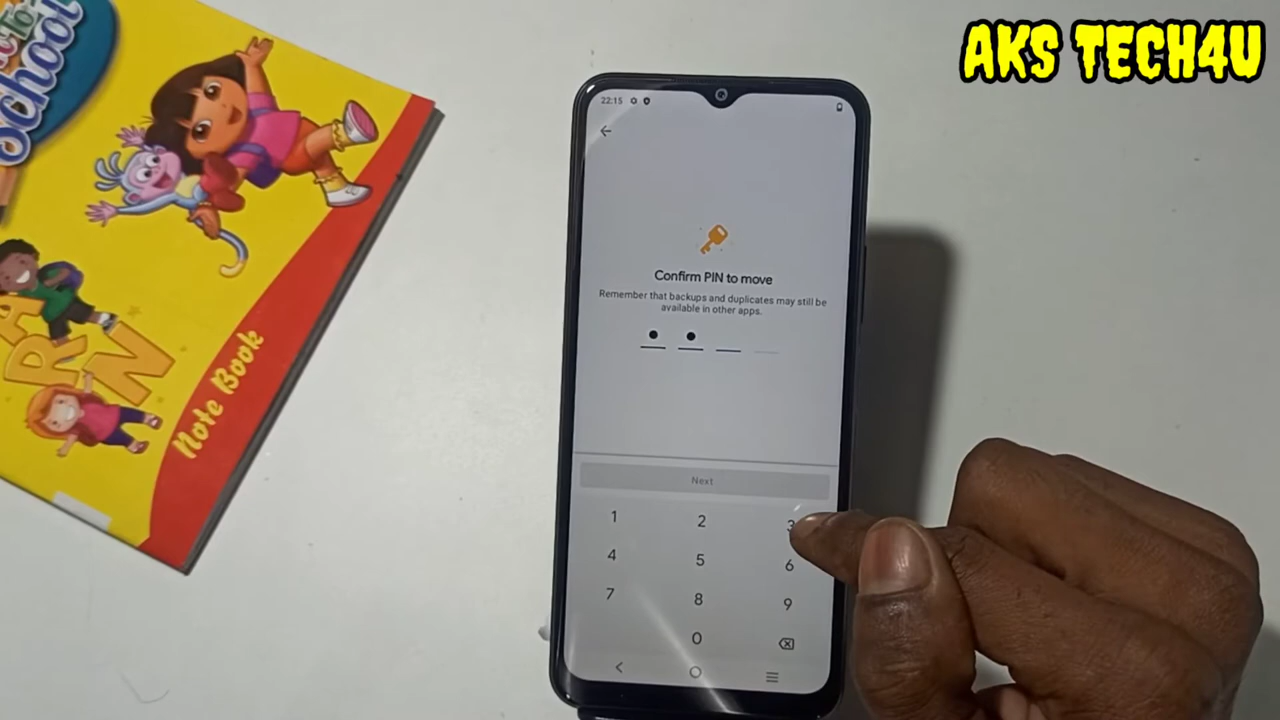 AKS TECH4U
School
Note Book
22:15
Confirm PIN to move
Remember that backups and duplicates may still be
available in other apps.
Next
1 2 3
4 5 6
7 8 9
0